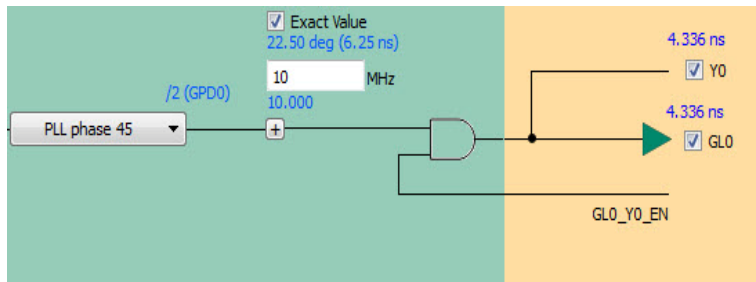 Exact Value
22.50 deg (6.25 ns)
4.336 ns
10 MHz
Y0
/2 (GPD0)
10.000
4.336 ns
PLL phase 45
+
GL0
GL0_Y0_EN